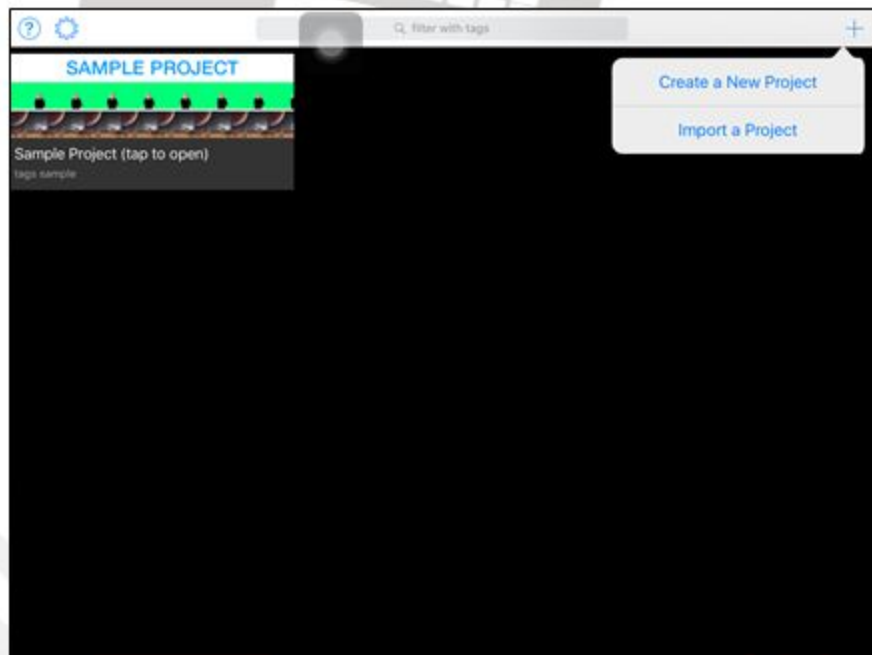 ?
filter with tags
+
SAMPLE PROJECT
Create a New Project
Import a Project
Sample Project (tap to open)
tags sample